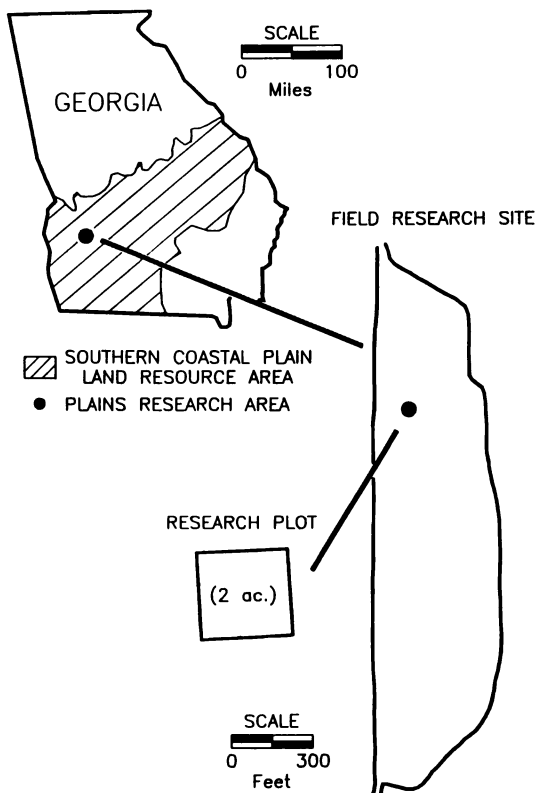 SCALE
0 100
Miles
GEORGIA
FIELD RESEARCH SITE
SOUTHERN COASTAL PLAIN
LAND RESOURCE AREA
PLAINS RESEARCH AREA
RESEARCH PLOT
(2 ac.)
SCALE
0 300
Feet